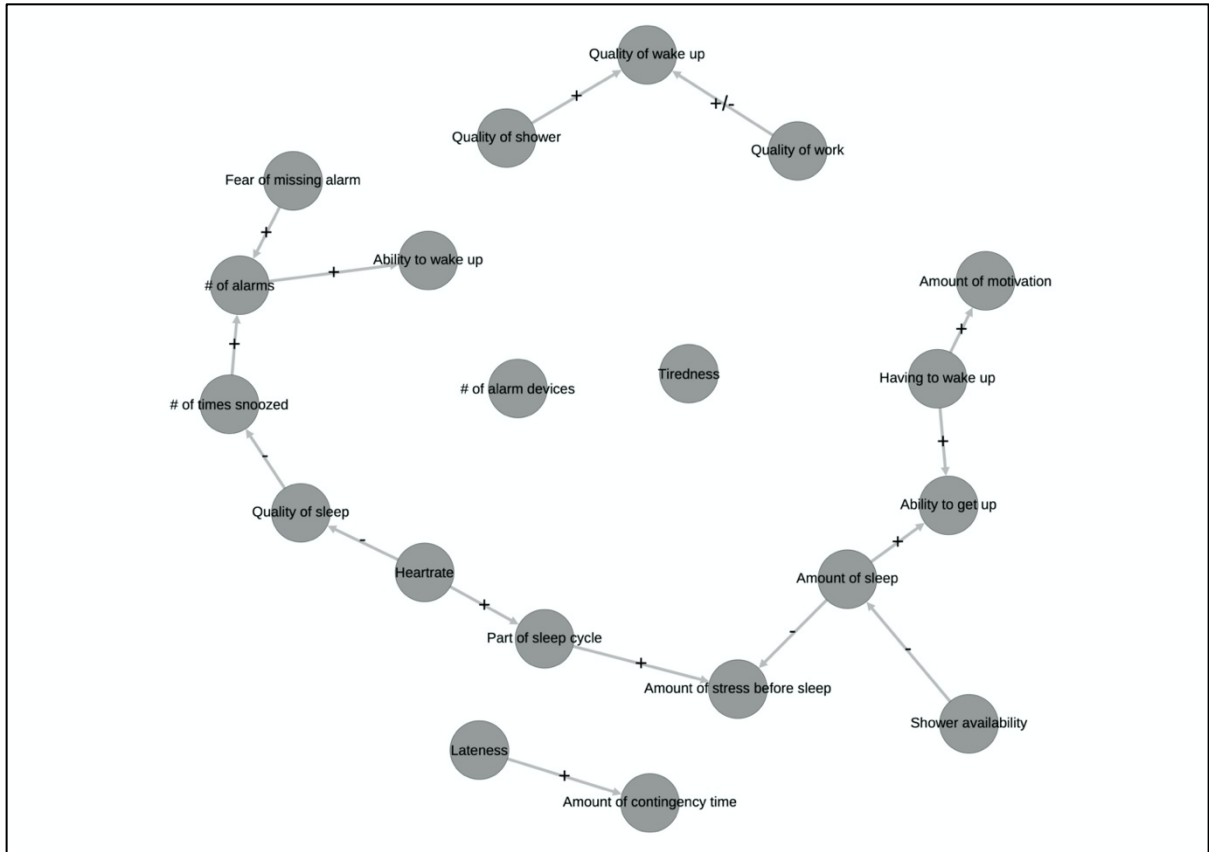 Quality of wake up
+
+/-
Quality of shower
Quality of work
Fear of missing alarm
+
Ability to wake up
+
# of alarms
Amount of motivation
+
+
Tiredness
Having to wake up
# of alarm devices
# of times snoozed
+
-
Ability to get up
Quality of sleep
-
+
Heartrate
Amount of sleep
+
-
Part of sleep cycle
-
+
Amount of stress before sleep
Shower availability
Lateness
+
Amount of contingency time